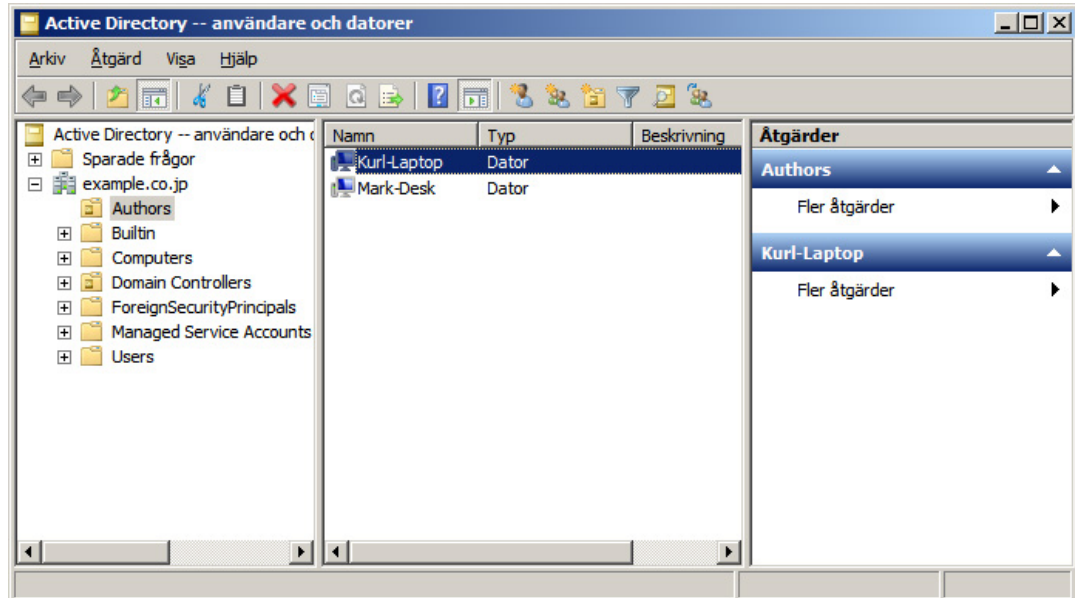 Active Directory -- användare och datorer
Arkiv Åtgärd Visa Hjälp
Active Directory -- användare och d
Sparade frågor
example.co.jp
Authors
Builtin
Computers
Domain Controllers
ForeignSecurityPrincipals
Managed Service Accounts
Users
Namn Typ Beskrivning
Kurl-Laptop Dator
Mark-Desk Dator
Åtgärder
Authors
Fler åtgärder
Kurl-Laptop
Fler åtgärder